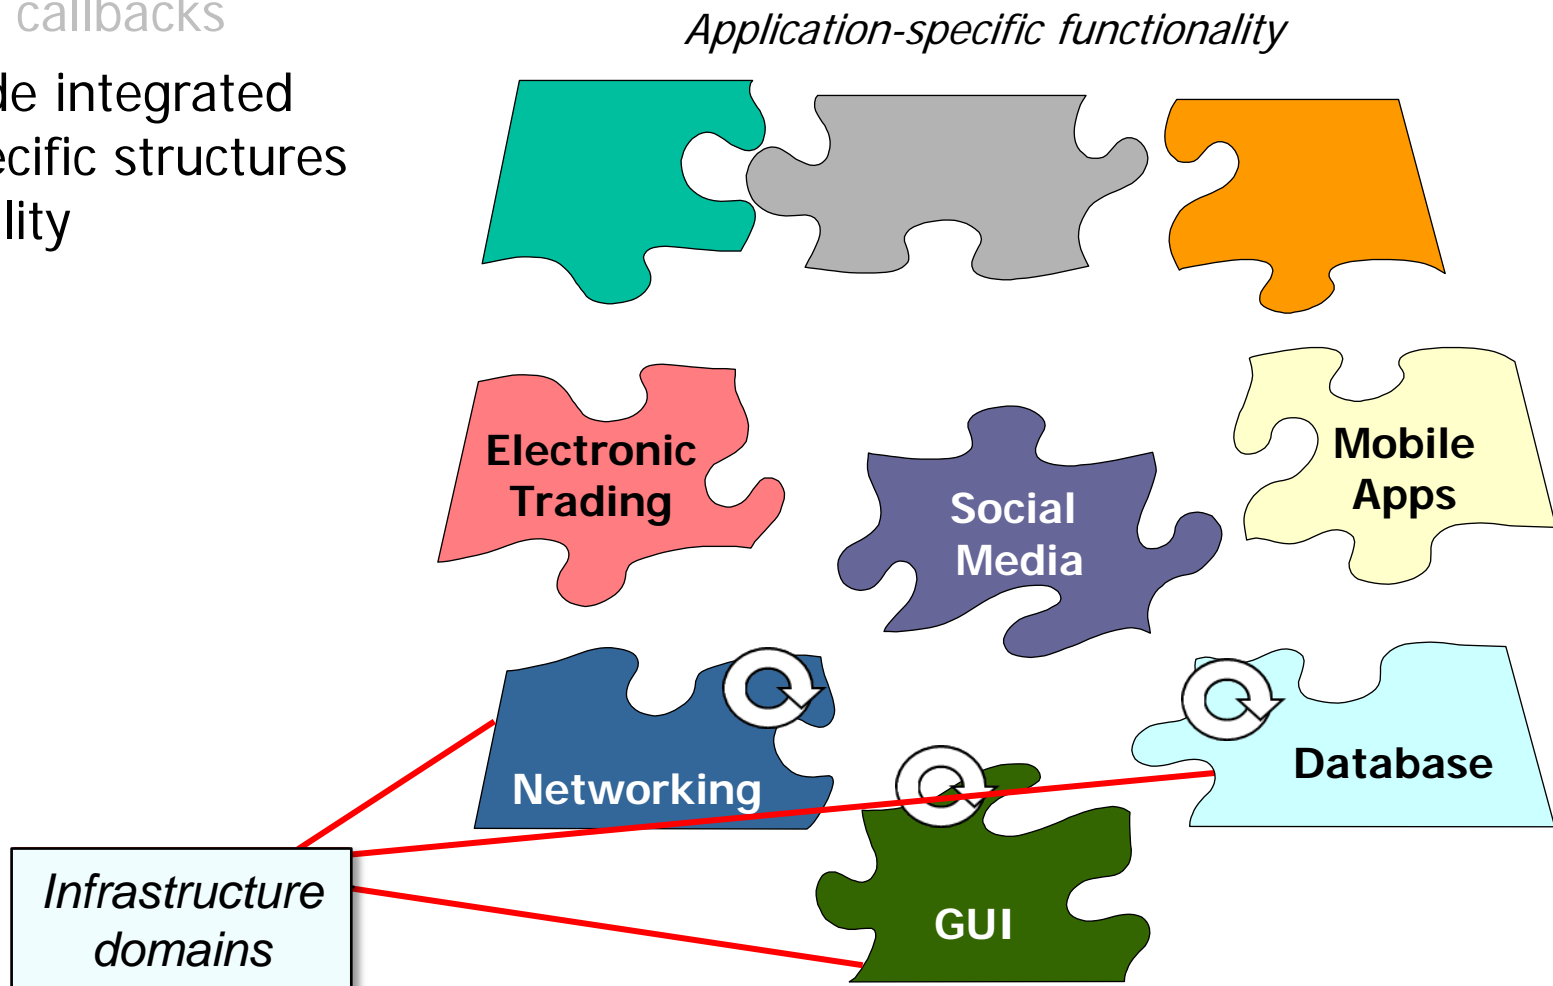 callbacks
de integrated
ecific structures
lity
Application-specific functionality
Electronic
Trading
Social
Media
Mobile
Apps
Networking
Database
GUI
Infrastructure
domains